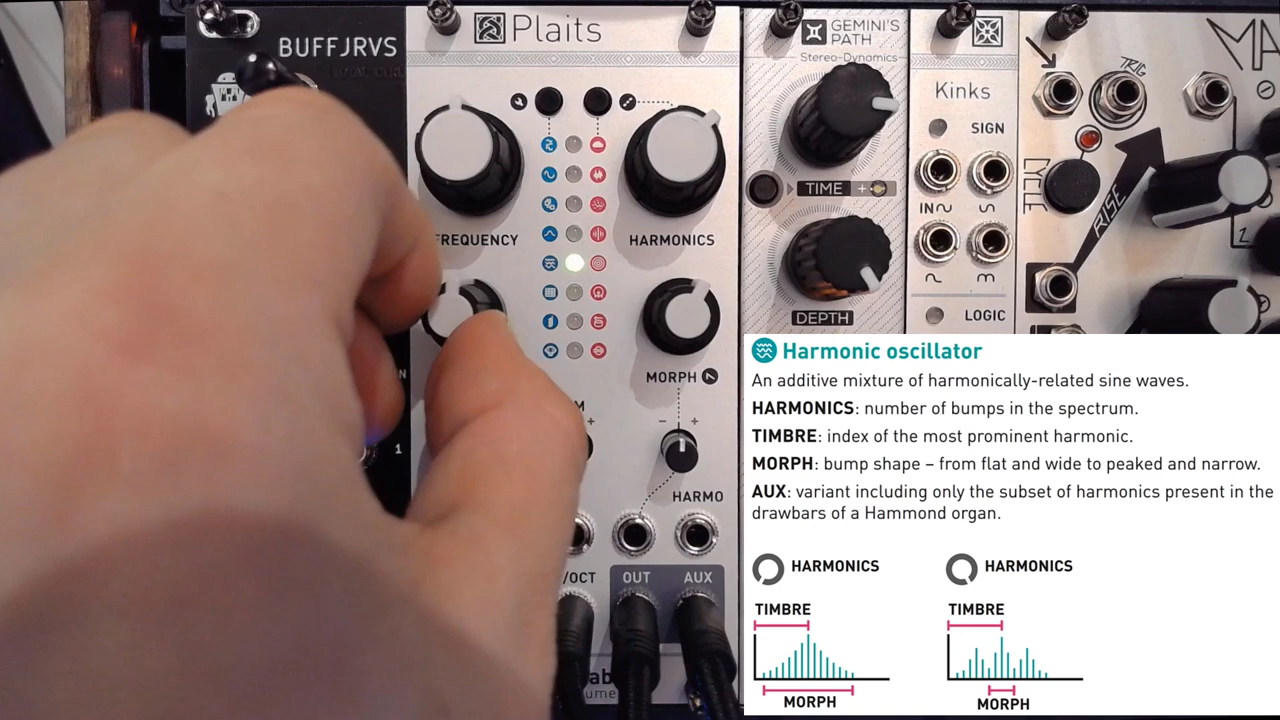 BUFFJRVS
Plaits
GEMINI'S
PATH
Stereo-Dynamics
Kinks
MA
TRIG
SIGN
CYCLE
RISE
TIME
IN
FREQUENCY
HARMONICS
DEPTH
LOGIC
1
MORPH
N
M
1
HARMO
/OCT
OUT
AUX
Harmonic oscillator
An additive mixture of harmonically-related sine waves.
HARMONICS: number of bumps in the spectrum.
TIMBRE: index of the most prominent harmonic.
MORPH: bump shape – from flat and wide to peaked and narrow.
AUX: variant including only the subset of harmonics present in the
drawbars of a Hammond organ.
HARMONICS
HARMONICS
TIMBRE
TIMBRE
MORPH
MORPH